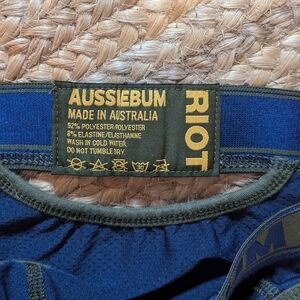 AUSSIEBUM
MADE IN AUSTRALIA
92% POLYESTER/POLYESTER
8% ELASTINE/ELASTHANNE
WASH IN COLD WATER.
DO NOT TUMBLE DRY.
RIOT